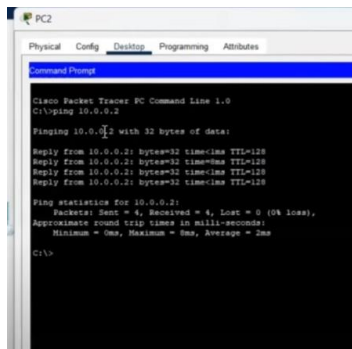 PC2
Physical Config Desktop Programming Attributes
Command Prompt
Cisco Packet Tracer PC Command Line 1.0
C:\>ping 10.0.0.2
Pinging 10.0.0.2 with 32 bytes of data:
Reply from 10.0.0.2: bytes=32 time<1ms TTL=128
Reply from 10.0.0.2: bytes=32 time=8ms TTL=128
Reply from 10.0.0.2: bytes=32 time<1ms TTL=128
Reply from 10.0.0.2: bytes=32 time<1ms TTL=128
Ping statistics for 10.0.0.2:
Packets: Sent = 4, Received = 4, Lost = 0 (0% loss),
Approximate round trip times in milli-seconds:
Minimum = 0ms, Maximum = 8ms, Average = 2ms
C:\>